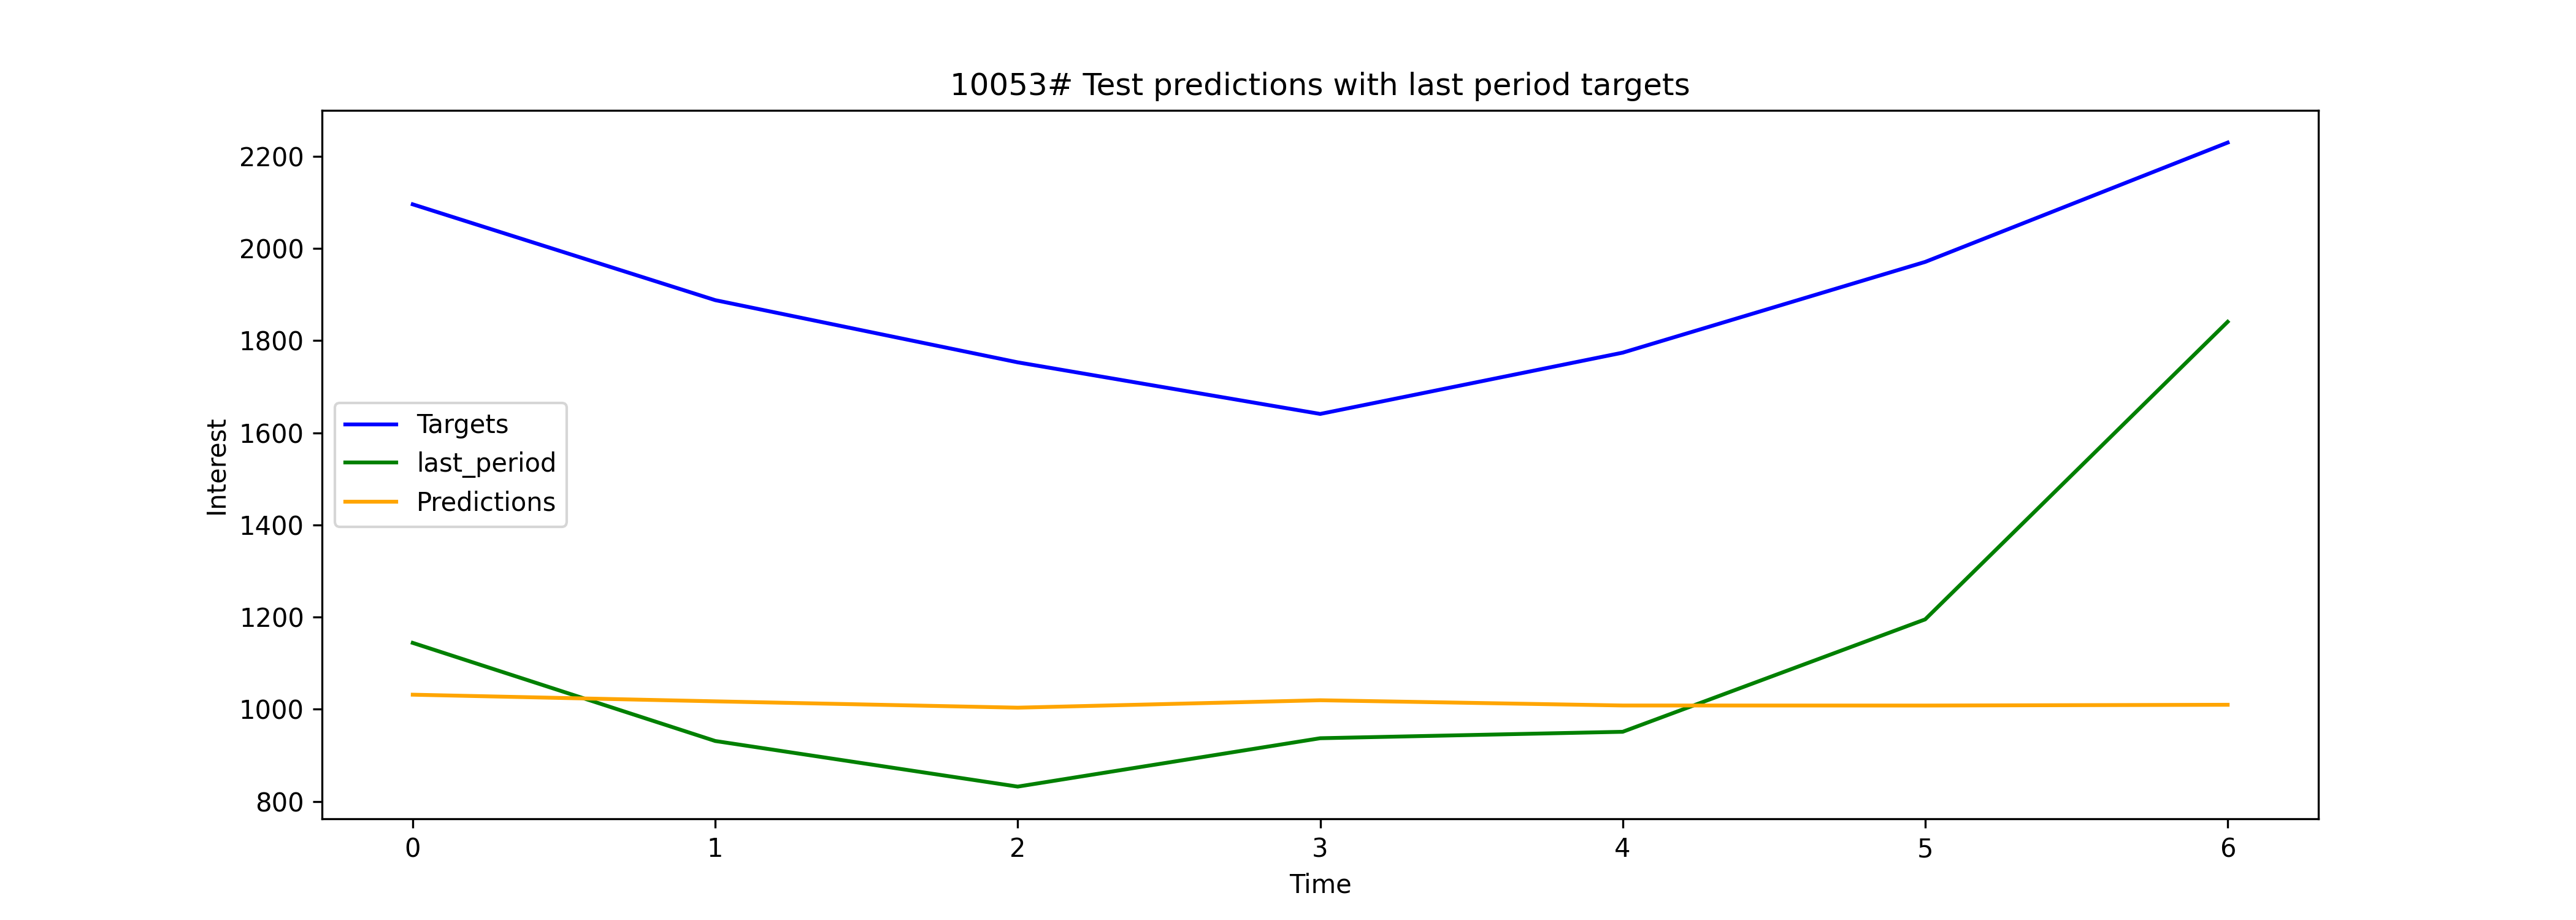 10053# Test predictions with last period targets
2200
2000
1800
1600
1400
1200
1000
800
Interest
Targets
last_period
Predictions
0 1 2 3 4 5 6
Time